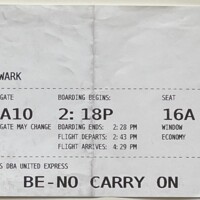 WARK
GATE BOARDING BEGINS: SEAT
A10 2:18P 16A
GATE MAY CHANGE BOARDING ENDS: 2:28 PM WINDOW
FLIGHT DEPARTS: 2:43 PM ECONOMY
FLIGHT ARRIVES: 4:29 PM
S DBA UNITED EXPRESS
BE-NO CARRY ON